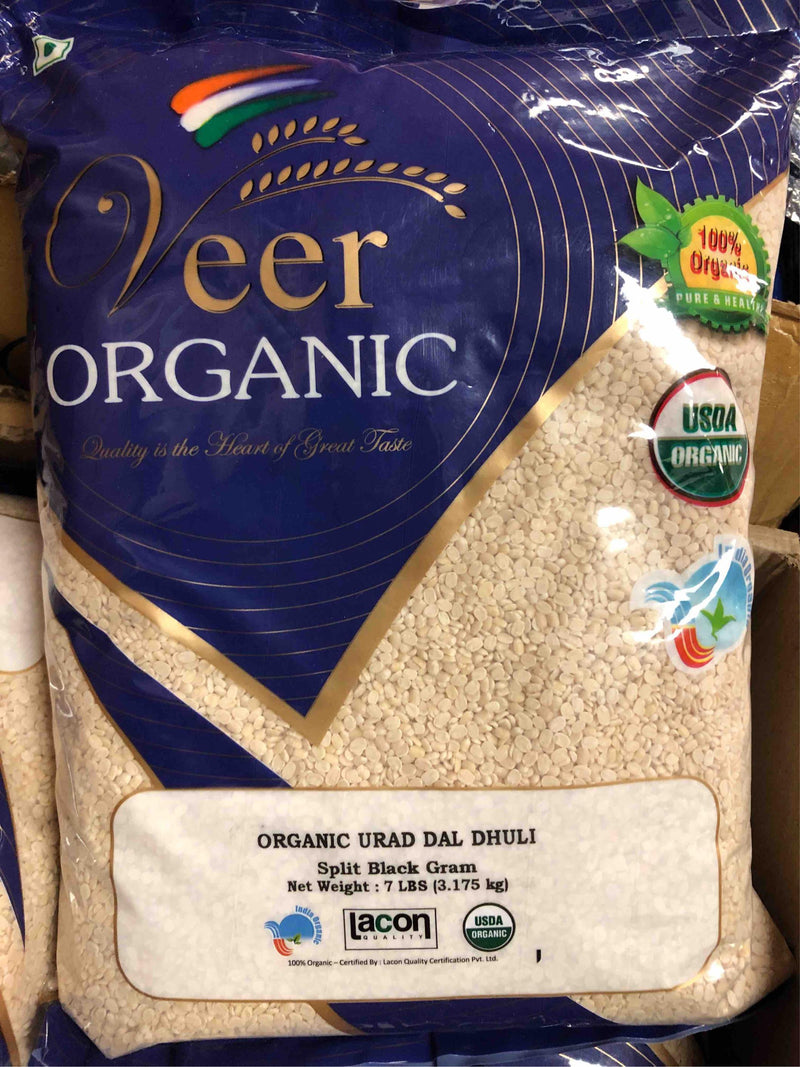 Veer
ORGANIC
Quality is the Heart of Great Taste
100%
Organic
PURE & HEALTHY
USDA
ORGANIC
ORGANIC URAD DAL DHULI
Split Black Gram
Net Weight : 7 LBS (3.175 kg)
India Organic
lacon
QUALITY
USDA
ORGANIC
100% Organic – Certified By : Lacon Quality Certification Pvt. Ltd.